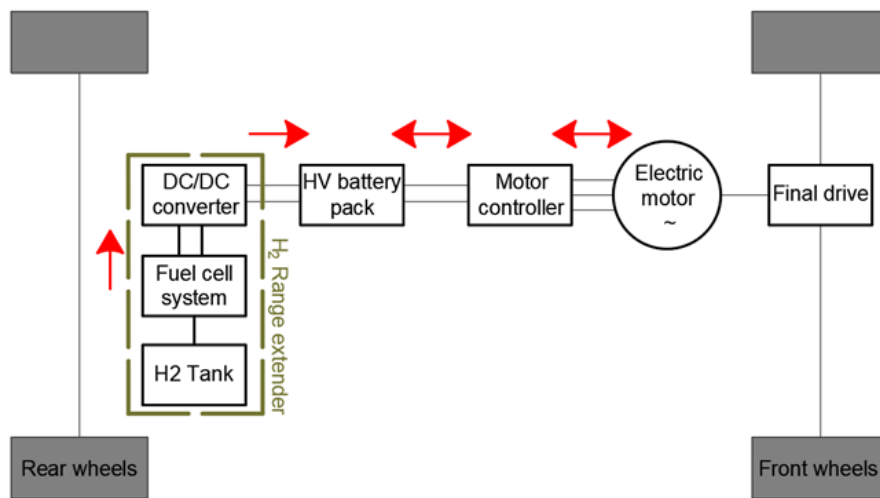 DC/DC
converter
HV battery
pack
Motor
controller
Electric
motor
~
Final drive
Fuel cell
system
H2 Tank
H₂ Range extender
Rear wheels
Front wheels